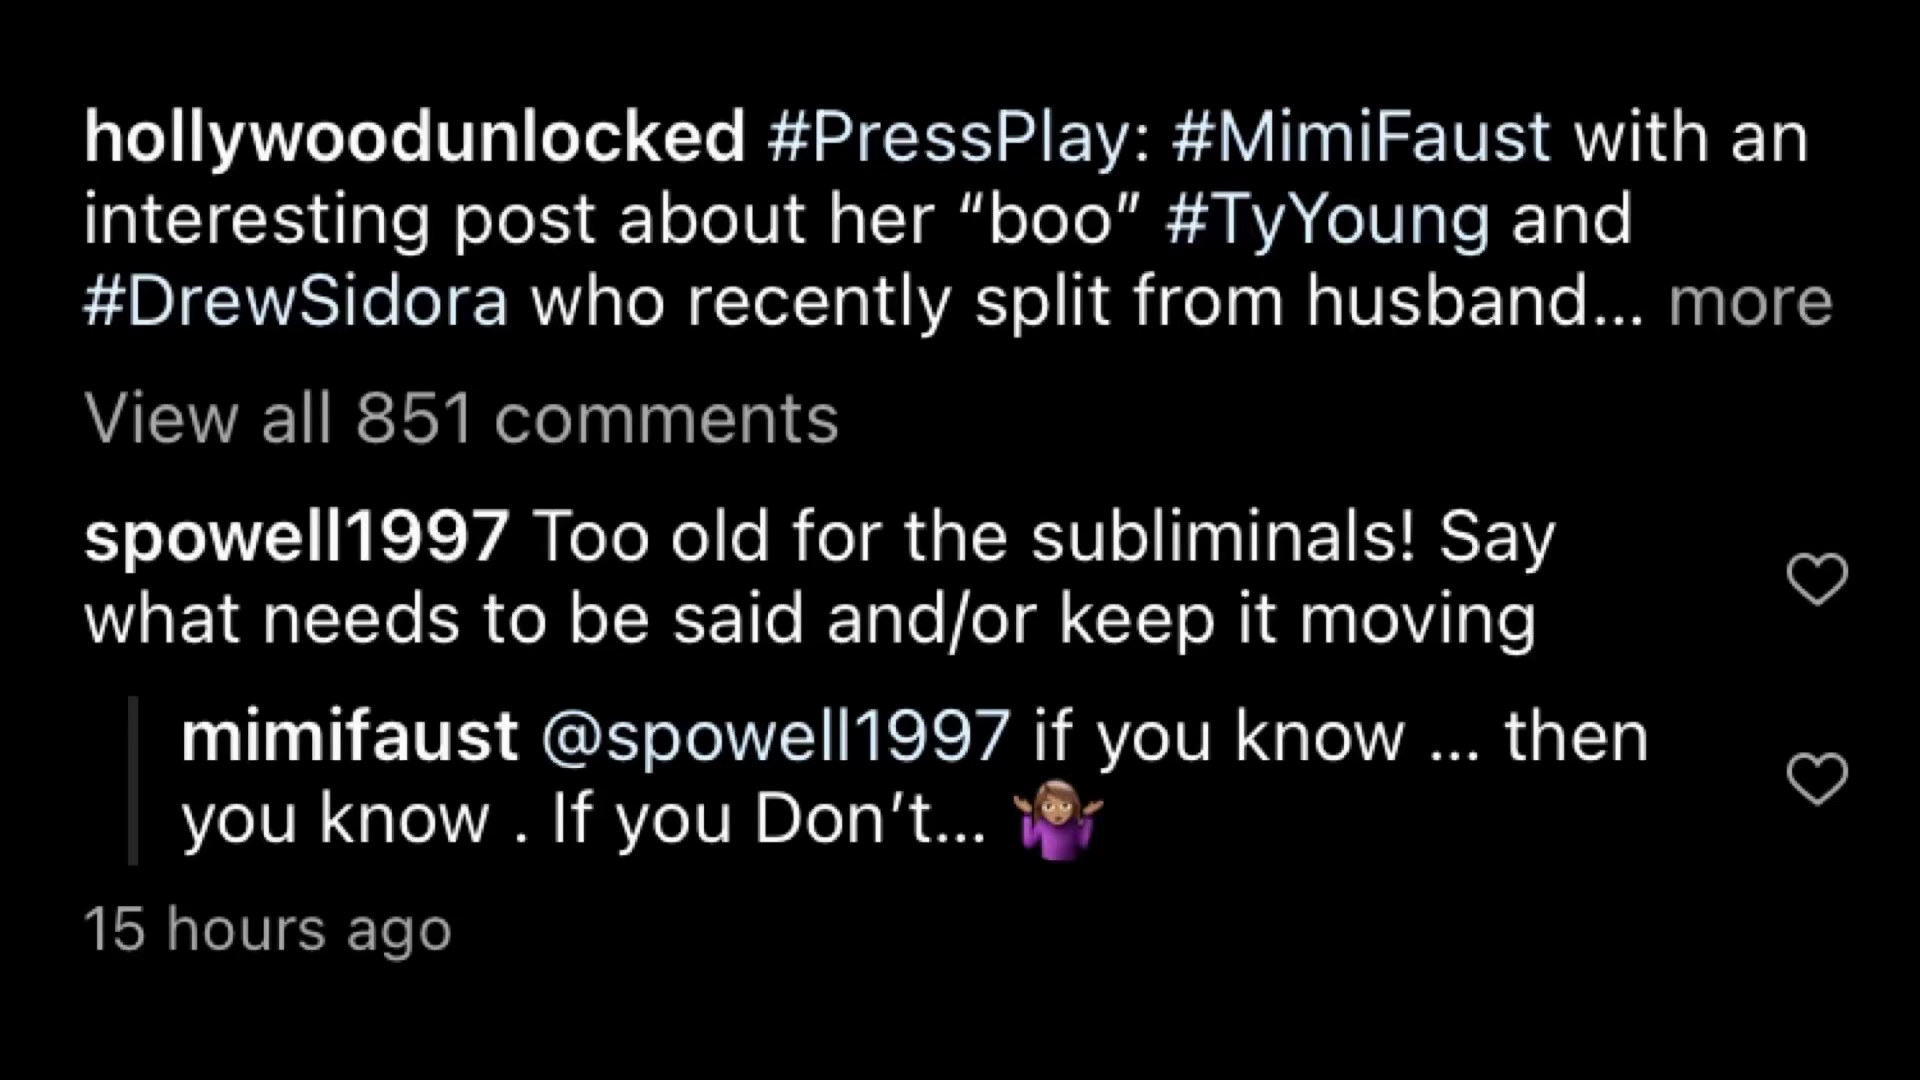 hollywoodunlocked #PressPlay: #MimiFaust with an
interesting post about her “boo” #TyYoung and
#DrewSidora who recently split from husband... more
View all 851 comments
spowell1997 Too old for the subliminals! Say
what needs to be said and/or keep it moving
mimifaust @spowell1997 if you know ... then
you know . If you Don’t... 🤷🏽‍♀️
15 hours ago